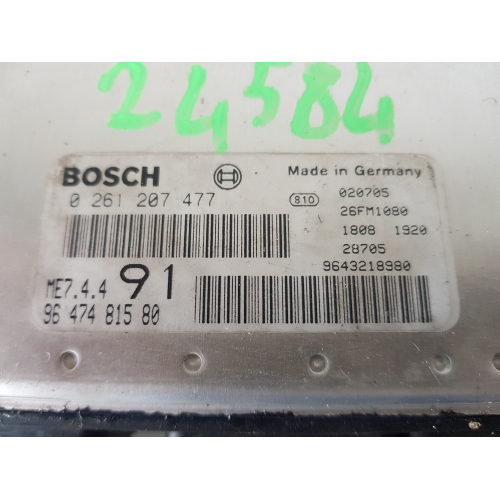 24584
BOSCH
Made in Germany
0 261 207 477
810
020705
26FM1080
1808 1920
28705
9643218980
ME7.4.4 91
96 474 815 80